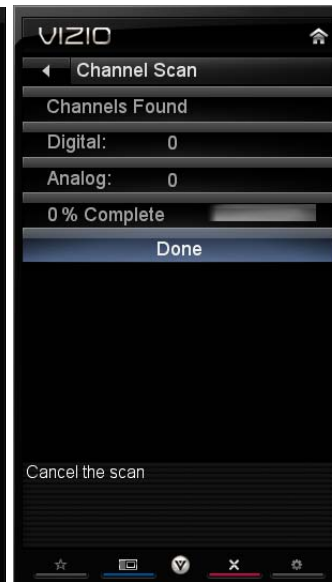 VIZIO
Channel Scan
Channels Found
Digital: 0
Analog: 0
0 % Complete
Done
Cancel the scan